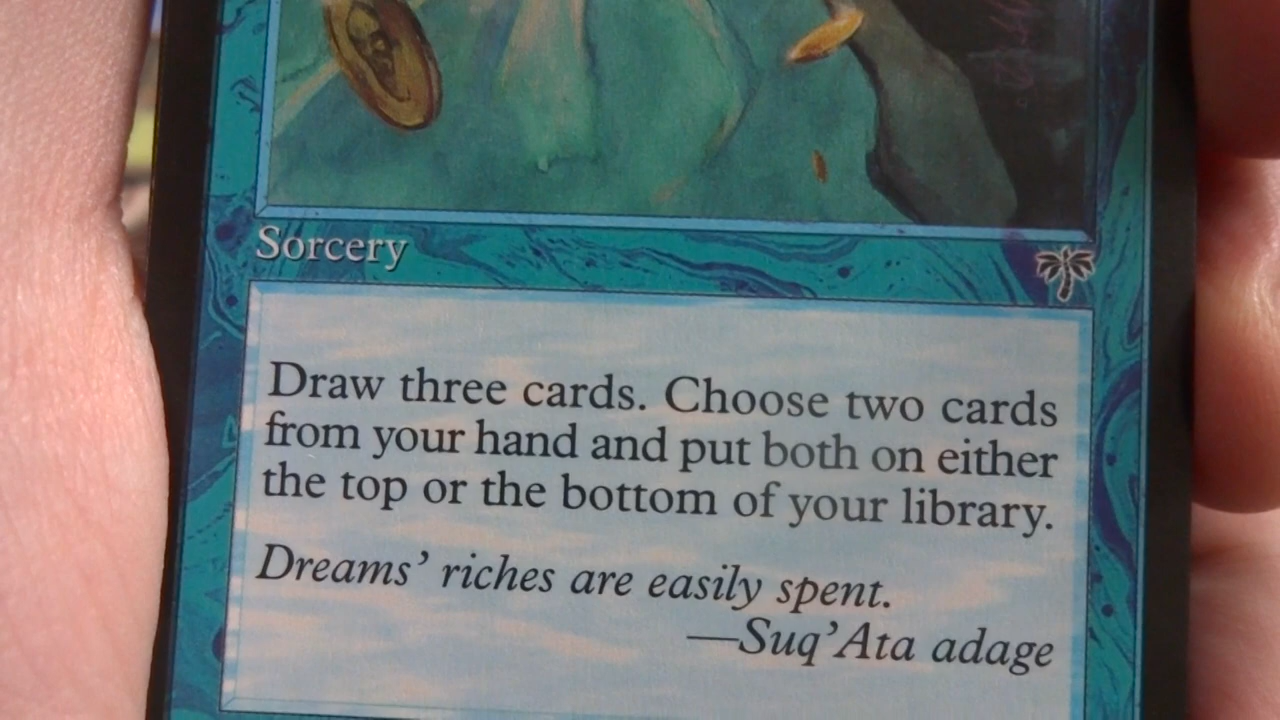 Sorcery
Draw three cards. Choose two cards
from your hand and put both on either
the top or the bottom of your library.
Dreams’ riches are easily spent.
—Suq’Ata adage